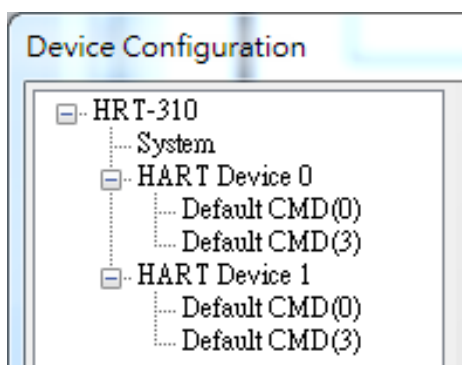 Device Configuration
HRT-310
System
HART Device 0
Default CMD(0)
Default CMD(3)
HART Device 1
Default CMD(0)
Default CMD(3)